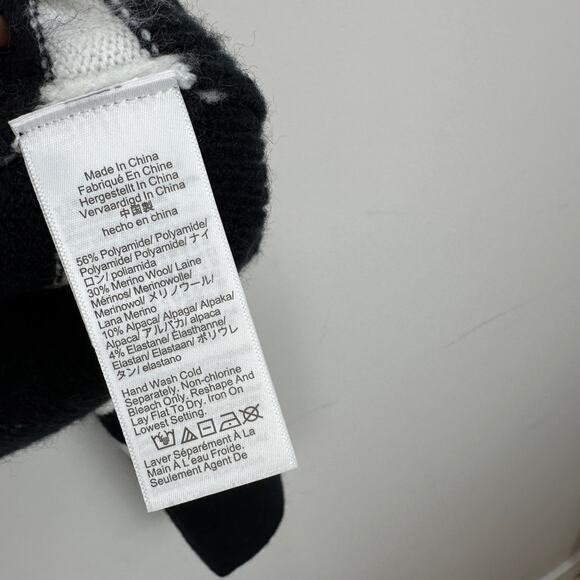 Made In China
Fabriqué En Chine
Hergestellt In China
Vervaardigd In China
中国製
hecho en china
56% Polyamide/ Polyamide/
Polyamide/ Polyamide/ ナイ
ロン/ poliamida
30% Merino Wool/ Laine
Mérinos/ Merinowolle/
Merinowol/ メリノウール/
Lana Merino
10% Alpaca/ Alpaga/ Alpaka/
Alpaca/ アルパカ/ alpaca
4% Elastane/ Elasthanne/
Elastan/ Elastaan/ ポリウレ
タン/ elastano
Hand Wash Cold
Separately, Non-chlorine
Bleach Only, Reshape And
Lay Flat To Dry. Iron On
Lowest Setting.
Laver Séparément À La
Main À L'eau Froide.
Seulement Agent De